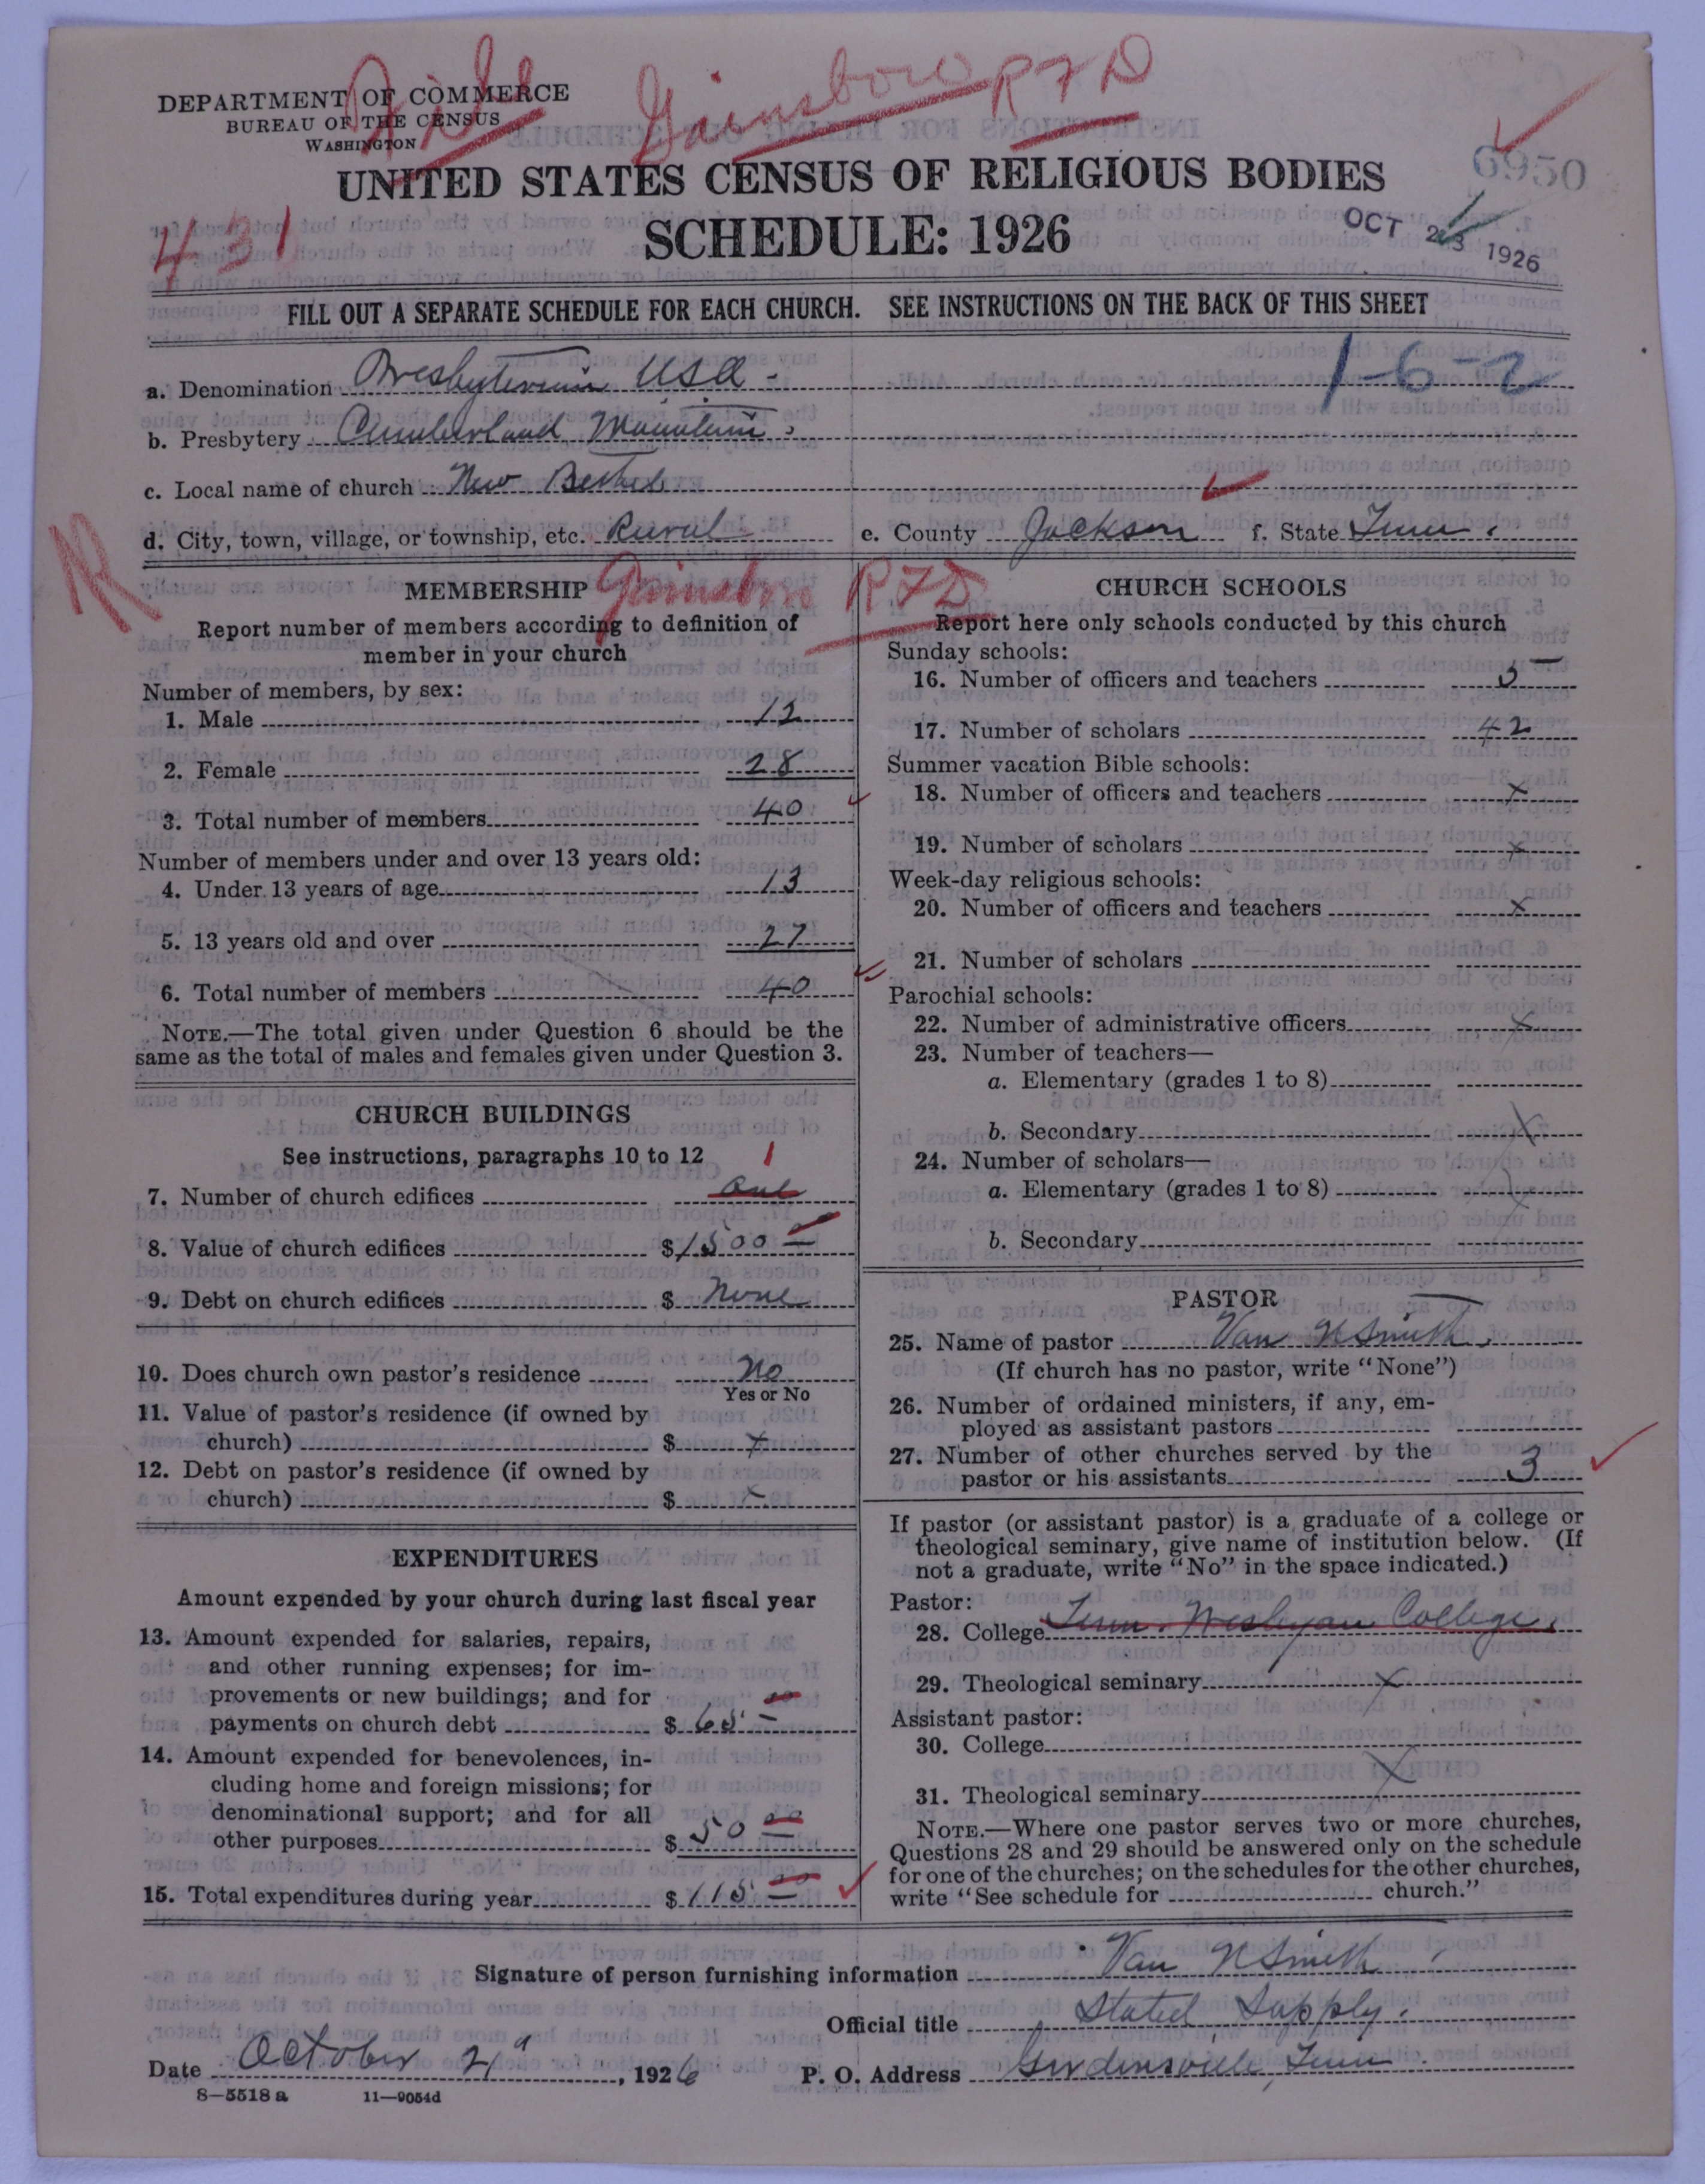 File Gainsboro R F D
DEPARTMENT OF COMMERCE
BUREAU OF THE CENSUS
WASHINGTON
UNITED STATES CENSUS OF RELIGIOUS BODIES
6950
SCHEDULE: 1926
OCT 23 1926
431
FILL OUT A SEPARATE SCHEDULE FOR EACH CHURCH. SEE INSTRUCTIONS ON THE BACK OF THIS SHEET
1-6-2
a. Denomination Presbyterian USA -
b. Presbytery Cumberland Mountain.
c. Local name of church New Bethel
d. City, town, village, or township, etc. Rural e. County Jackson f. State Tenn.
R F D
MEMBERSHIP
Report number of members according to definition of
member in your church
Number of members, by sex:
1. Male 12
2. Female 28
3. Total number of members 40
Number of members under and over 13 years old:
4. Under 13 years of age 13
5. 13 years old and over 27
6. Total number of members 40
NOTE.—The total given under Question 6 should be the
same as the total of males and females given under Question 3.
CHURCH BUILDINGS
See instructions, paragraphs 10 to 12
1
7. Number of church edifices One
8. Value of church edifices $1500 00
9. Debt on church edifices $ None
10. Does church own pastor's residence No
Yes or No
11. Value of pastor's residence (if owned by
church) $ x
12. Debt on pastor's residence (if owned by
church) $ x
EXPENDITURES
Amount expended by your church during last fiscal year
13. Amount expended for salaries, repairs,
and other running expenses; for im-
provements or new buildings; and for
payments on church debt $ 65 –
14. Amount expended for benevolences, in-
cluding home and foreign missions; for
denominational support; and for all
other purposes $ 50 00
15. Total expenditures during year $ 115 00
CHURCH SCHOOLS
Report here only schools conducted by this church
Sunday schools:
16. Number of officers and teachers 5
17. Number of scholars 42
Summer vacation Bible schools:
18. Number of officers and teachers x
19. Number of scholars x
Week-day religious schools:
20. Number of officers and teachers x
21. Number of scholars
Parochial schools:
22. Number of administrative officers x
23. Number of teachers—
a. Elementary (grades 1 to 8)
b. Secondary x
24. Number of scholars—
a. Elementary (grades 1 to 8) x
b. Secondary
PASTOR
25. Name of pastor Van N Smith.
(If church has no pastor, write "None")
26. Number of ordained ministers, if any, em-
ployed as assistant pastors
27. Number of other churches served by the
pastor or his assistants 3
If pastor (or assistant pastor) is a graduate of a college or
theological seminary, give name of institution below. (If
not a graduate, write "No" in the space indicated.)
Pastor:
28. College Tenn. Wesleyan College.
29. Theological seminary x
Assistant pastor:
30. College
x
31. Theological seminary
NOTE.—Where one pastor serves two or more churches,
Questions 28 and 29 should be answered only on the schedule
for one of the churches; on the schedules for the other churches,
write "See schedule for church."
Signature of person furnishing information Van N Smith
Official title Stated Supply.
Date October 21, 1926 P. O. Address Gordonsville, Tenn.
8-5518 a 11—9054d